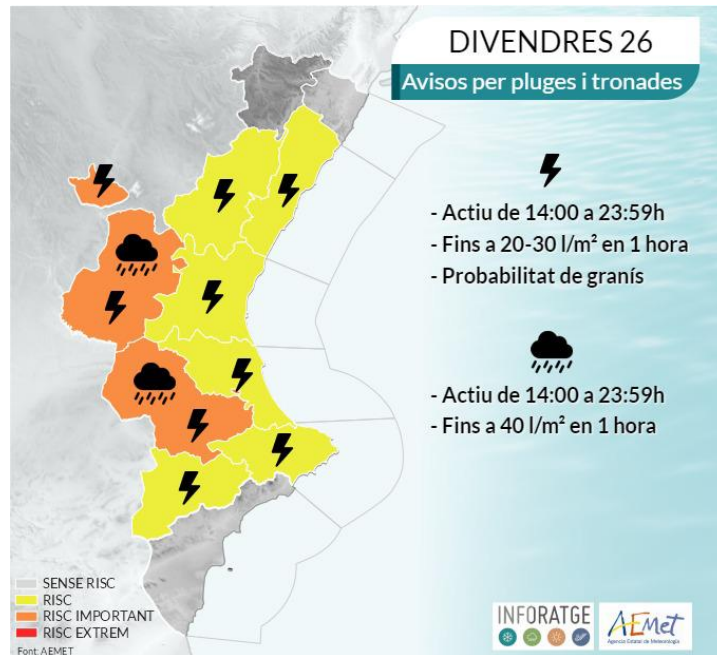 DIVENDRES 26
Avisos per pluges i tronades
- Actiu de 14:00 a 23:59h
- Fins a 20-30 l/m² en 1 hora
- Probabilitat de granís
- Actiu de 14:00 a 23:59h
- Fins a 40 l/m² en 1 hora
SENSE RISC
RISC
RISC IMPORTANT
RISC EXTREM
Font: AEMET
INFORATGE
AEMet
Agencia Estatal de Meteorología